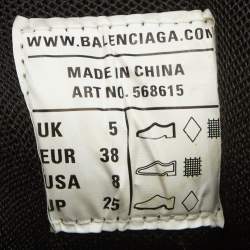 WWW.BALENCIAGA.COM
MADE IN CHINA
ART NO. 568615
UK 5
EUR 38
USA 8
JP 25